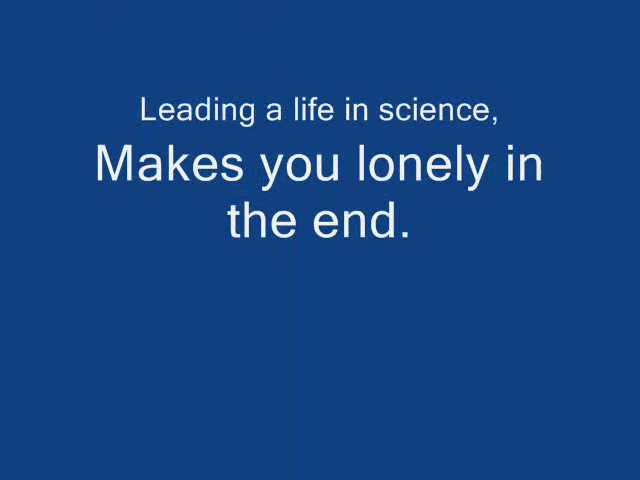 Leading a life in science,
Makes you lonely in
the end.